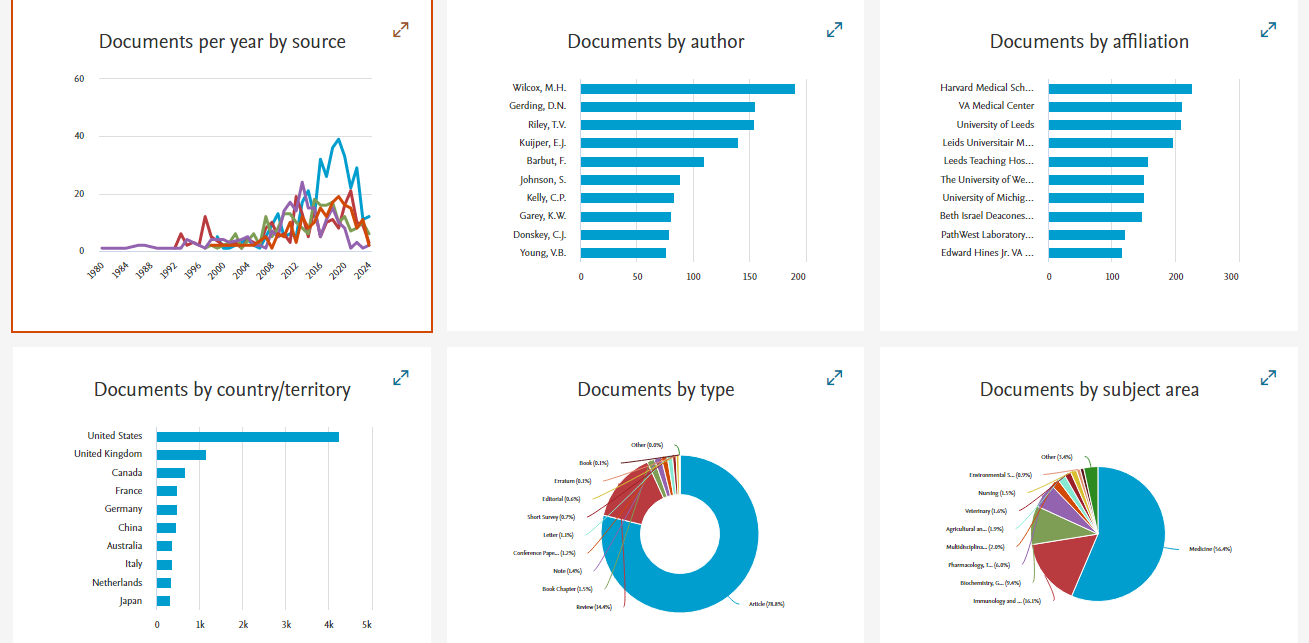 Documents per year by source
60
40
20
0
1980
1984
1988
1992
1996
2000
2004
2008
2012
2016
2020
2024
Documents by author
Wilcox, M.H.
Gerding, D.N.
Riley, T.V.
Kuijper, E.J.
Barbut, F.
Johnson, S.
Kelly, C.P.
Garey, K.W.
Donskey, C.J.
Young, V.B.
0 50 100 150 200
Documents by affiliation
Harvard Medical Sch...
VA Medical Center
University of Leeds
Leids Universitair M...
Leeds Teaching Hos...
The University of We...
University of Michig...
Beth Israel Deacones...
PathWest Laboratory...
Edward Hines Jr. VA ...
0 100 200 300
Documents by country/territory
United States
United Kingdom
Canada
France
Germany
China
Australia
Italy
Netherlands
Japan
0 1k 2k 3k 4k 5k
Documents by type
Other (0.0%)
Book (0.1%)
Erratum (0.3%)
Editorial (0.6%)
Short Survey (0.7%)
Letter (1.1%)
Conference Pape... (1.2%)
Note (1.4%)
Book Chapter (1.5%)
Review (14.4%)
Article (78.8%)
Documents by subject area
Other (3.4%)
Environmental S... (0.9%)
Nursing (1.5%)
Veterinary (1.6%)
Agricultural an... (1.9%)
Multidisciplina... (2.0%)
Pharmacology, T... (6.0%)
Biochemistry, G... (9.4%)
Immunology and ... (16.1%)
Medicine (56.4%)